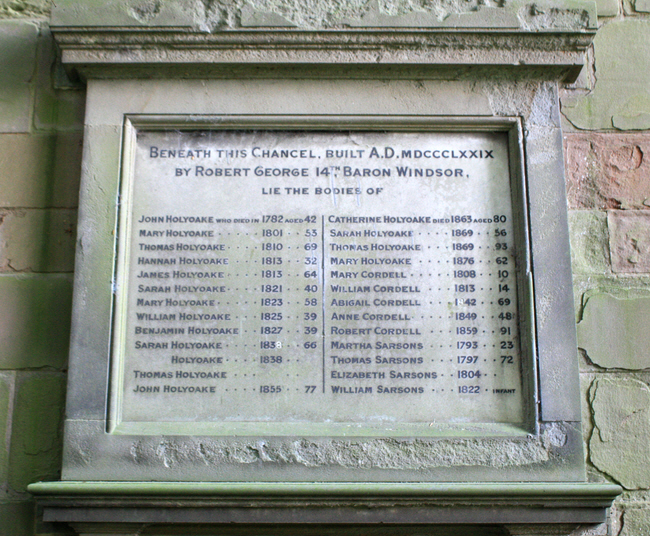 BENEATH THIS CHANCEL, BUILT A.D. MDCCCLXXIX
BY ROBERT GEORGE 14TH BARON WINDSOR,
LIE THE BODIES OF
JOHN HOLYOAKE WHO DIED IN 1782 AGED 42
MARY HOLYOAKE 1801 53
THOMAS HOLYOAKE 1810 69
HANNAH HOLYOAKE 1813 32
JAMES HOLYOAKE 1813 64
SARAH HOLYOAKE 1821 40
MARY HOLYOAKE 1823 58
WILLIAM HOLYOAKE 1825 39
BENJAMIN HOLYOAKE 1827 39
SARAH HOLYOAKE 1838 66
HOLYOAKE 1838
THOMAS HOLYOAKE
JOHN HOLYOAKE 1855 77
CATHERINE HOLYOAKE DIED 1863 AGED 80
SARAH HOLYOAKE 1869 56
THOMAS HOLYOAKE 1869 93
MARY HOLYOAKE 1876 62
MARY CORDELL 1808 10
WILLIAM CORDELL 1813 14
ABIGAIL CORDELL 69
ANNE CORDELL 1849 48
ROBERT CORDELL 1859 91
MARTHA SARSONS 1793 23
THOMAS SARSONS 1797 72
ELIZABETH SARSONS 1804
WILLIAM SARSONS 1822 INFANT